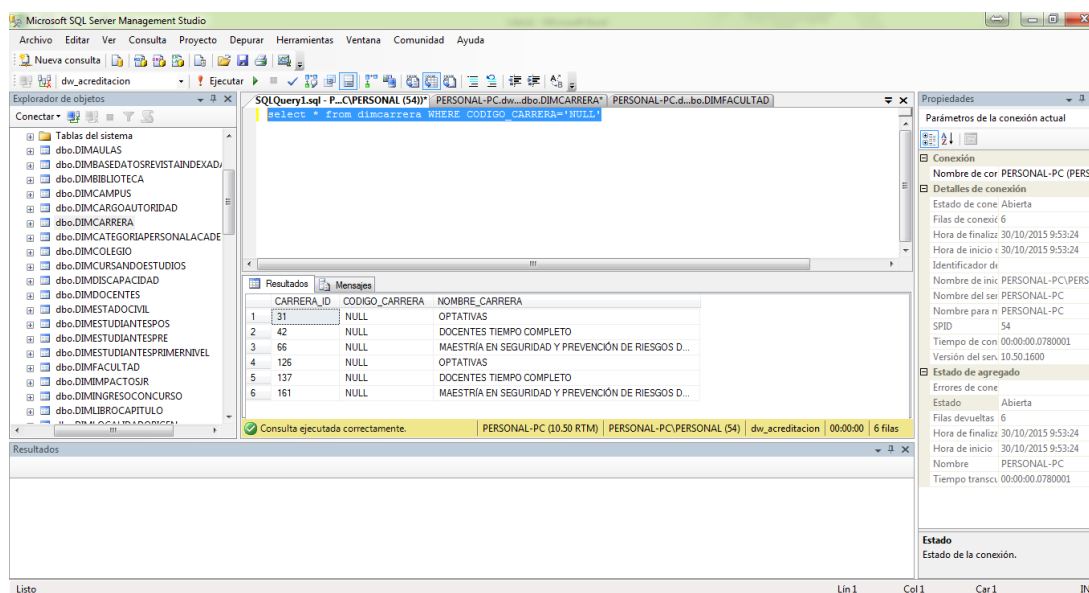 Microsoft SQL Server Management Studio
Archivo Editar Ver Consulta Proyecto Depurar Herramientas Ventana Comunidad Ayuda
Nueva consulta
dw_acreditacion Ejecutar
Explorador de objetos
Conectar
Tablas del sistema
dbo.DIMAULAS
dbo.DIMBASEDATOSREVISTAINDEXADA
dbo.DIMBIBLIOTECA
dbo.DIMCAMPUS
dbo.DIMCARGOAUTORIDAD
dbo.DIMCARRERA
dbo.DIMCATEGORIAPERSONALACADE
dbo.DIMCOLEGIO
dbo.DIMCURSANDOESTUDIOS
dbo.DIMDISCAPACIDAD
dbo.DIMDOCENTES
dbo.DIMESTADOCIVIL
dbo.DIMESTUDIANTESPOS
dbo.DIMESTUDIANTESPRE
dbo.DIMESTUDIANTESPRIMERNIVEL
dbo.DIMFACULTAD
dbo.DIMIMPACTOSJR
dbo.DIMINGRESOCONCURSO
dbo.DIMLIBROCAPITULO
SQLQuery1.sql - P...C\PERSONAL (54))* PERSONAL-PC.dw...dbo.DIMCARRERA* PERSONAL-PC.d...bo.DIMFACULTAD
select * from dimcarrera WHERE CODIGO_CARRERA='NULL'
Resultados Mensajes
CARRERA_ID CODIGO_CARRERA NOMBRE_CARRERA
1 31 NULL OPTATIVAS
2 42 NULL DOCENTES TIEMPO COMPLETO
3 66 NULL MAESTRÍA EN SEGURIDAD Y PREVENCIÓN DE RIESGOS D...
4 126 NULL OPTATIVAS
5 137 NULL DOCENTES TIEMPO COMPLETO
6 161 NULL MAESTRÍA EN SEGURIDAD Y PREVENCIÓN DE RIESGOS D...
Consulta ejecutada correctamente. PERSONAL-PC (10.50 RTM) PERSONAL-PC\PERSONAL (54) dw_acreditacion 00:00:00 6 filas
Propiedades
Parámetros de la conexión actual
Conexión
Nombre de cor PERSONAL-PC (PERS
Detalles de conexión
Estado de cone Abierta
Filas de conexió 6
Hora de finaliza 30/10/2015 9:53:24
Hora de inicio c 30/10/2015 9:53:24
Identificador de
Nombre de inic PERSONAL-PC\PERS
Nombre del ser PERSONAL-PC
Nombre para n PERSONAL-PC
SPID 54
Tiempo de con 00:00:00.0780001
Versión del serv 10.50.1600
Estado de agregado
Errores de cone
Estado Abierta
Filas devueltas 6
Hora de finaliza 30/10/2015 9:53:24
Hora de inicio 30/10/2015 9:53:24
Nombre PERSONAL-PC
Tiempo transcu 00:00:00.0780001
Estado
Estado de la conexión.
Resultados
Listo Lín 1 Col 1 Car 1 IN